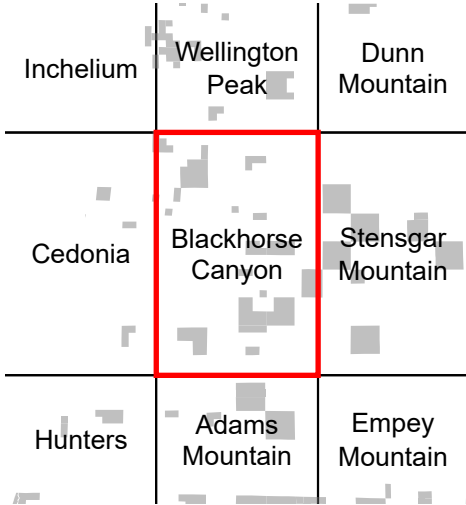 Inchelium
Wellington
Peak
Dunn
Mountain
Cedonia
Blackhorse
Canyon
Stensgar
Mountain
Hunters
Adams
Mountain
Empey
Mountain